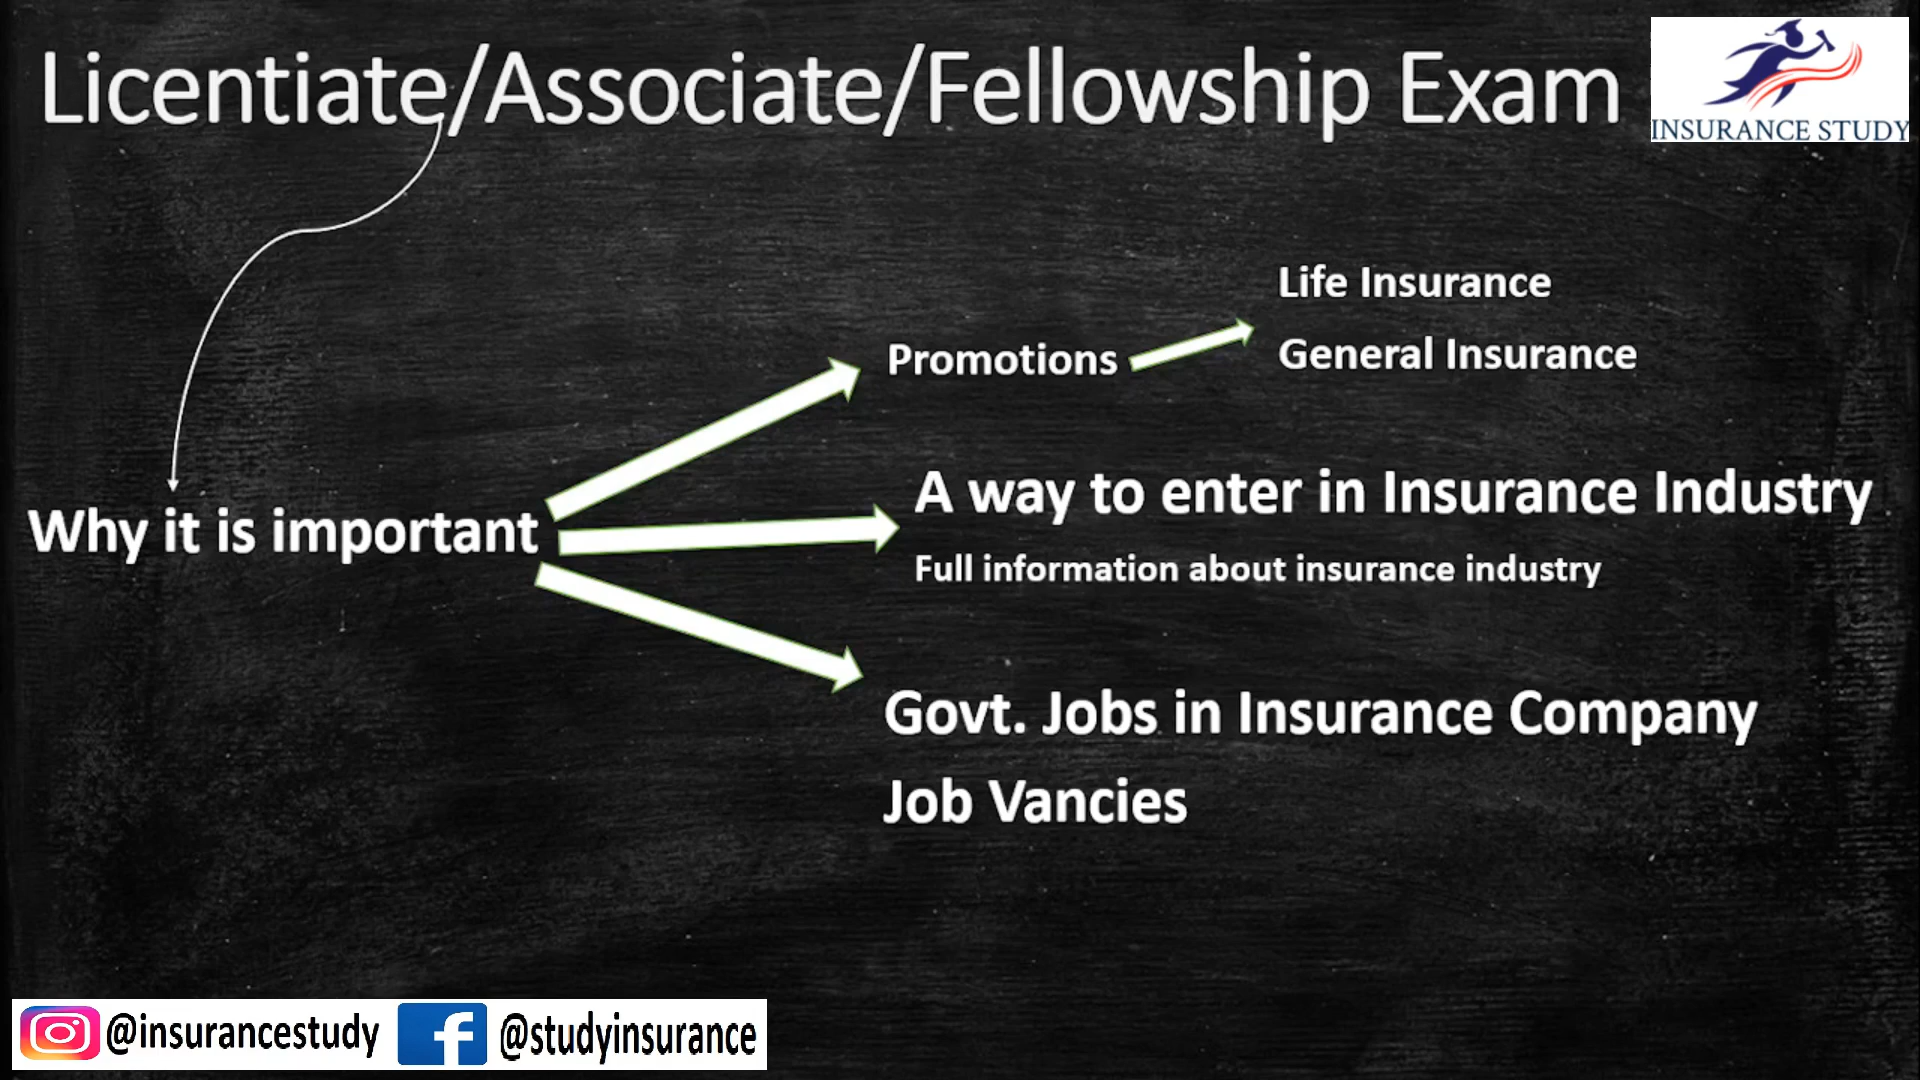 Licentiate/Associate/Fellowship Exam
INSURANCE STUDY
Life Insurance
Promotions
General Insurance
A way to enter in Insurance Industry
Why it is important
Full information about insurance industry
Govt. Jobs in Insurance Company
Job Vancies
@insurancestudy
@studyinsurance